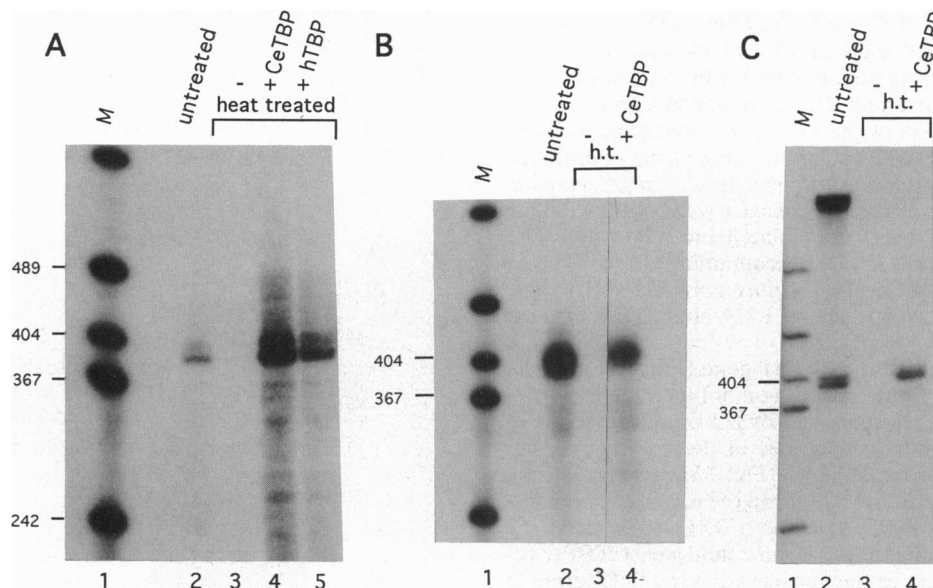 A
M
untreated
-
+ CeTBP
+ hTBP
heat treated
489
404
367
242
1 2 3 4 5
B
M
untreated
-
+ CeTBP
h.t.
404
367
1 2 3 4-
C
M
untreated
-
+ CeTBP
h.t.
404
367
1 2 3 4